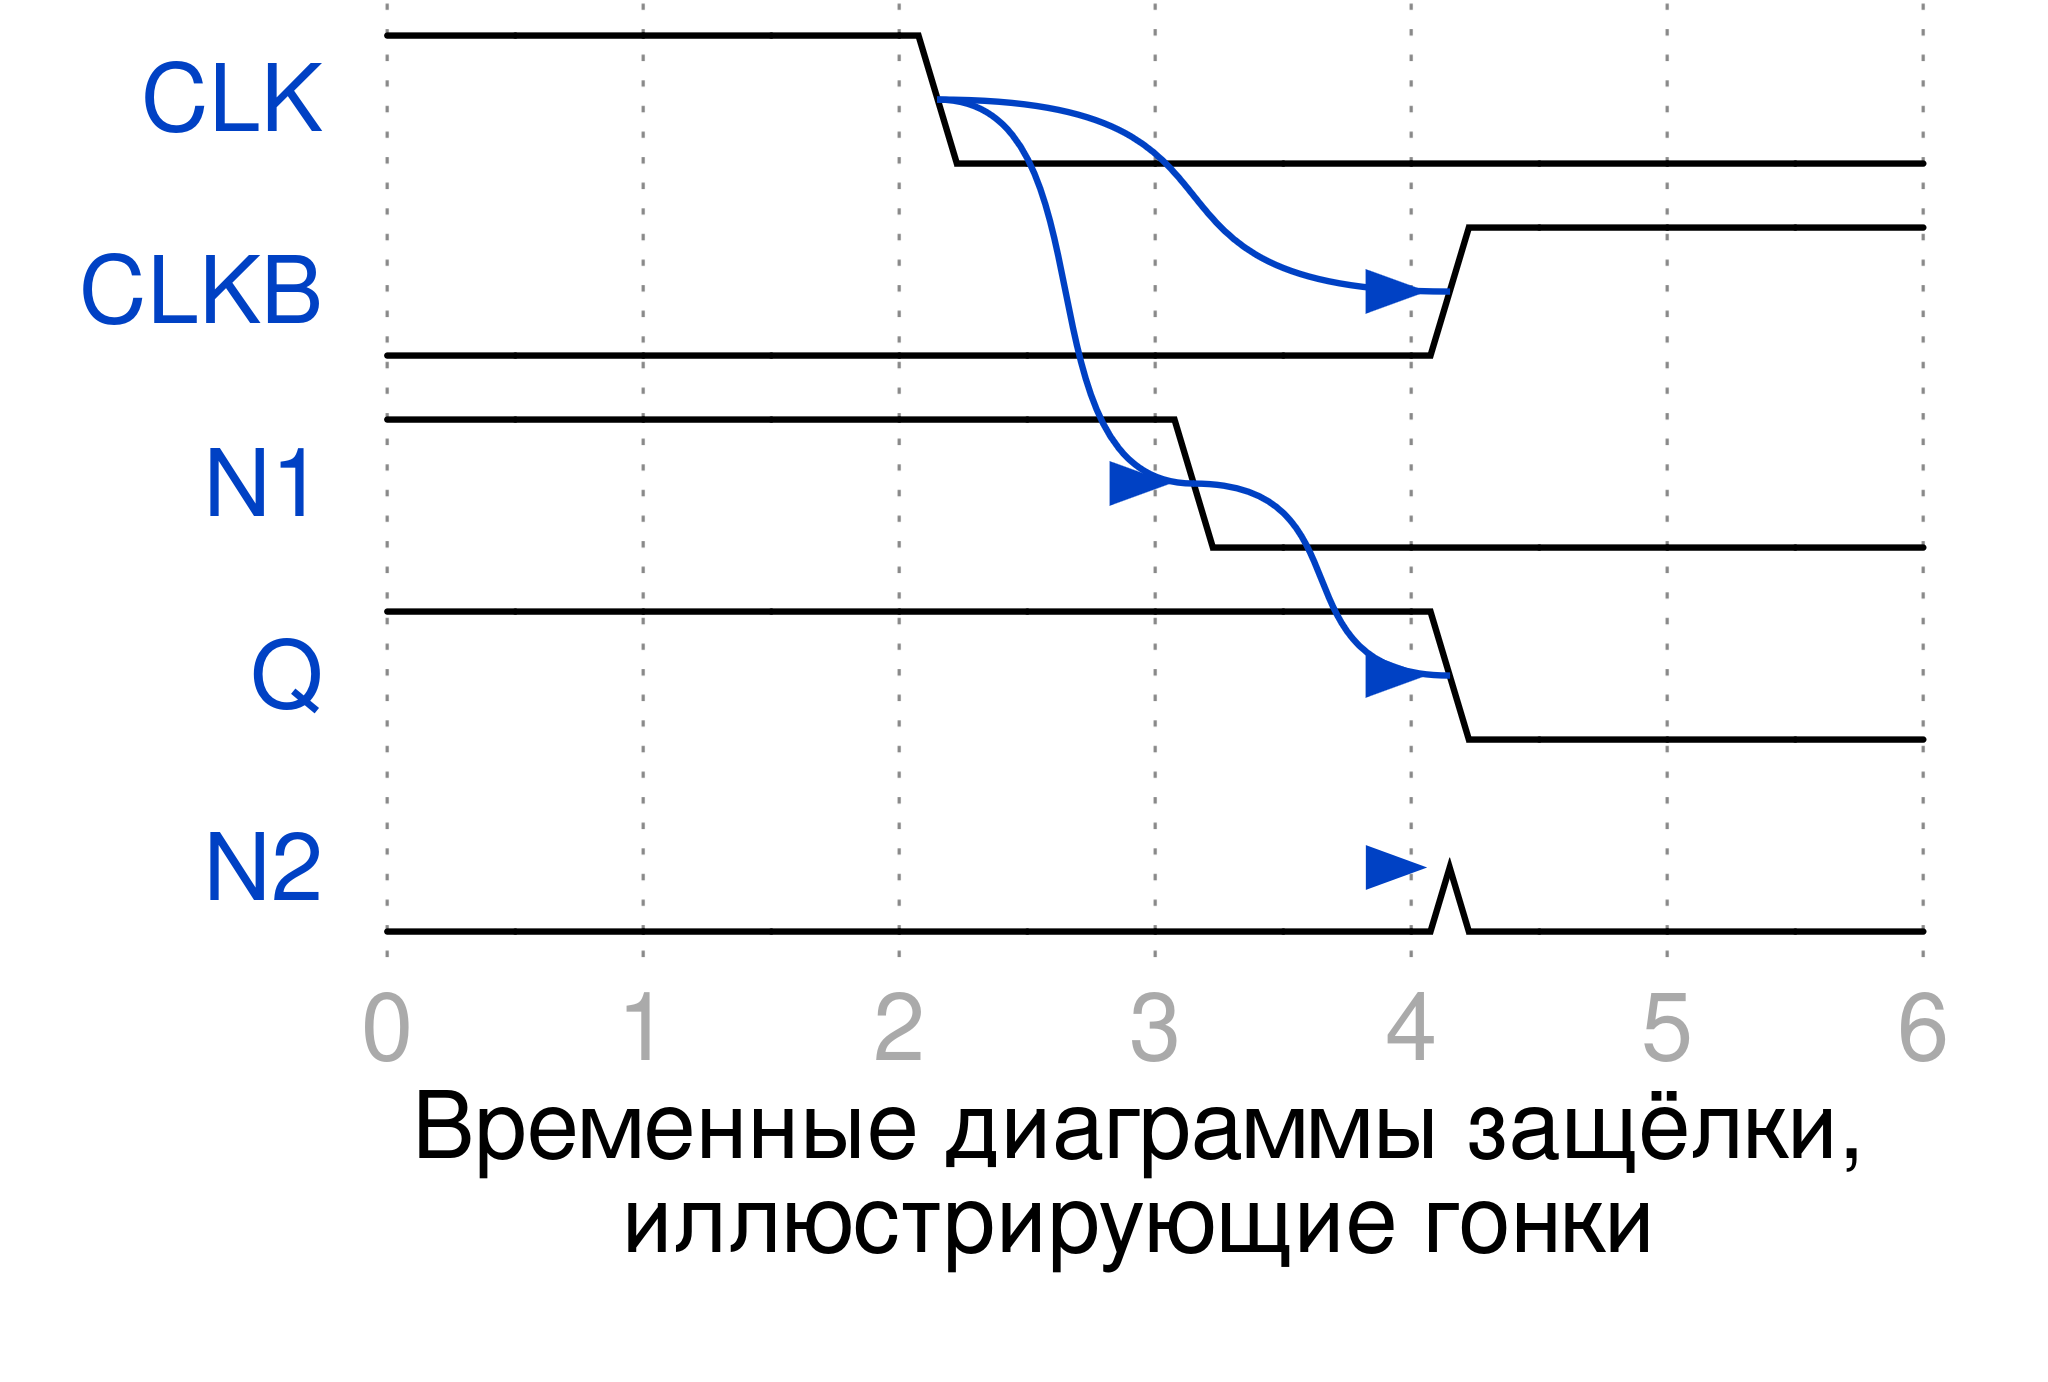 CLK
CLKB
N1
Q
N2
0 1 2 3 4 5 6
Временные диаграммы защёлки,
иллюстрирующие гонки